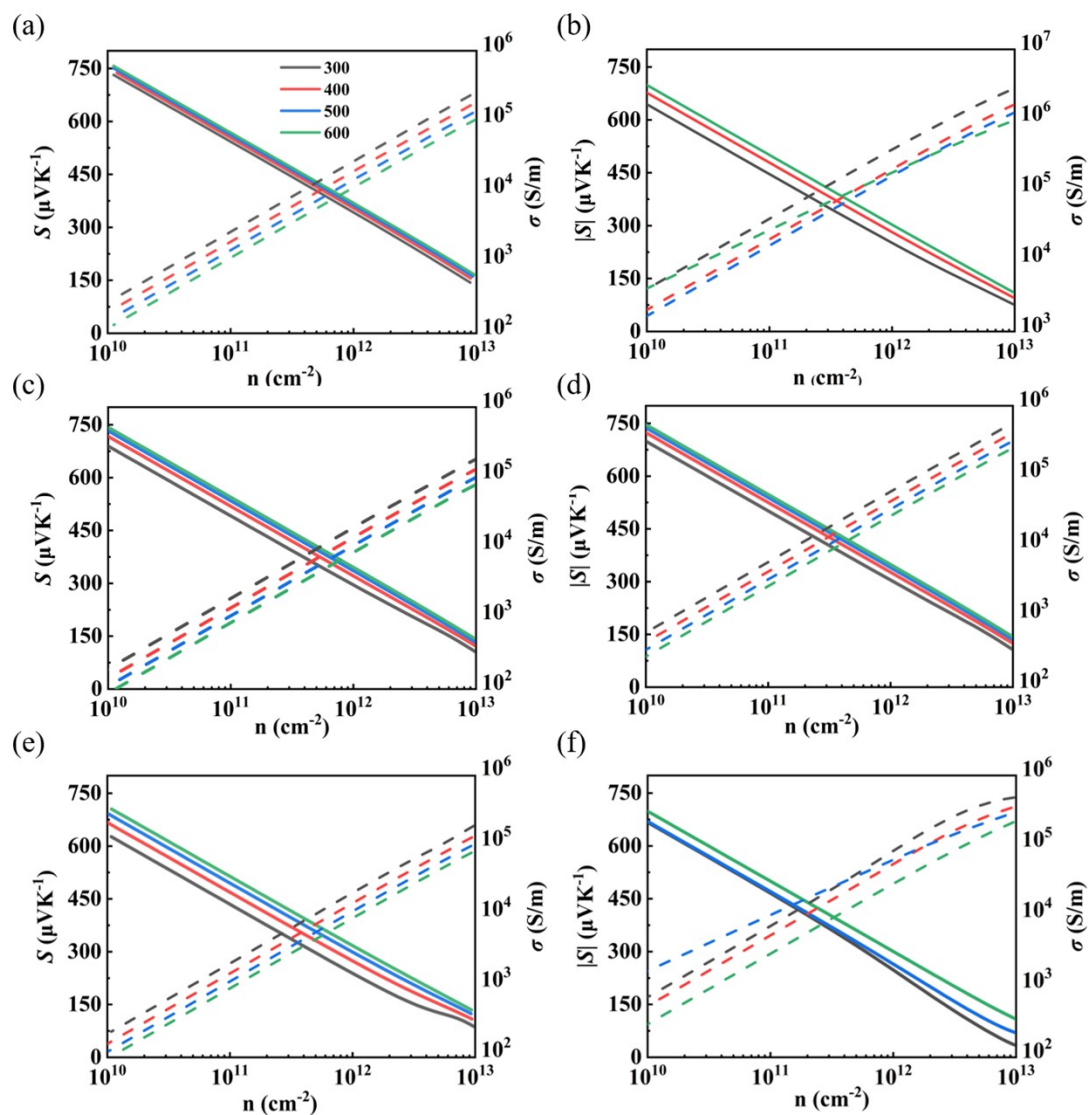 (a)
S (μVK⁻¹)
750
600
450
300
150
0
300
400
500
600
10⁶
10⁵
10⁴
10³
10²
σ (S/m)
10¹⁰ 10¹¹ 10¹² 10¹³
n (cm⁻²)
(b)
|S| (μVK⁻¹)
750
600
450
300
150
0
10⁷
10⁶
10⁵
10⁴
10³
σ (S/m)
10¹⁰ 10¹¹ 10¹² 10¹³
n (cm⁻²)
(c)
S (μVK⁻¹)
750
600
450
300
150
0
10⁶
10⁵
10⁴
10³
10²
σ (S/m)
10¹⁰ 10¹¹ 10¹² 10¹³
n (cm⁻²)
(d)
|S| (μVK⁻¹)
750
600
450
300
150
0
10⁶
10⁵
10⁴
10³
10²
σ (S/m)
10¹⁰ 10¹¹ 10¹² 10¹³
n (cm⁻²)
(e)
S (μVK⁻¹)
750
600
450
300
150
0
10⁶
10⁵
10⁴
10³
10²
σ (S/m)
10¹⁰ 10¹¹ 10¹² 10¹³
n (cm⁻²)
(f)
|S| (μVK⁻¹)
750
600
450
300
150
0
10⁶
10⁵
10⁴
10³
10²
σ (S/m)
10¹⁰ 10¹¹ 10¹² 10¹³
n (cm⁻²)